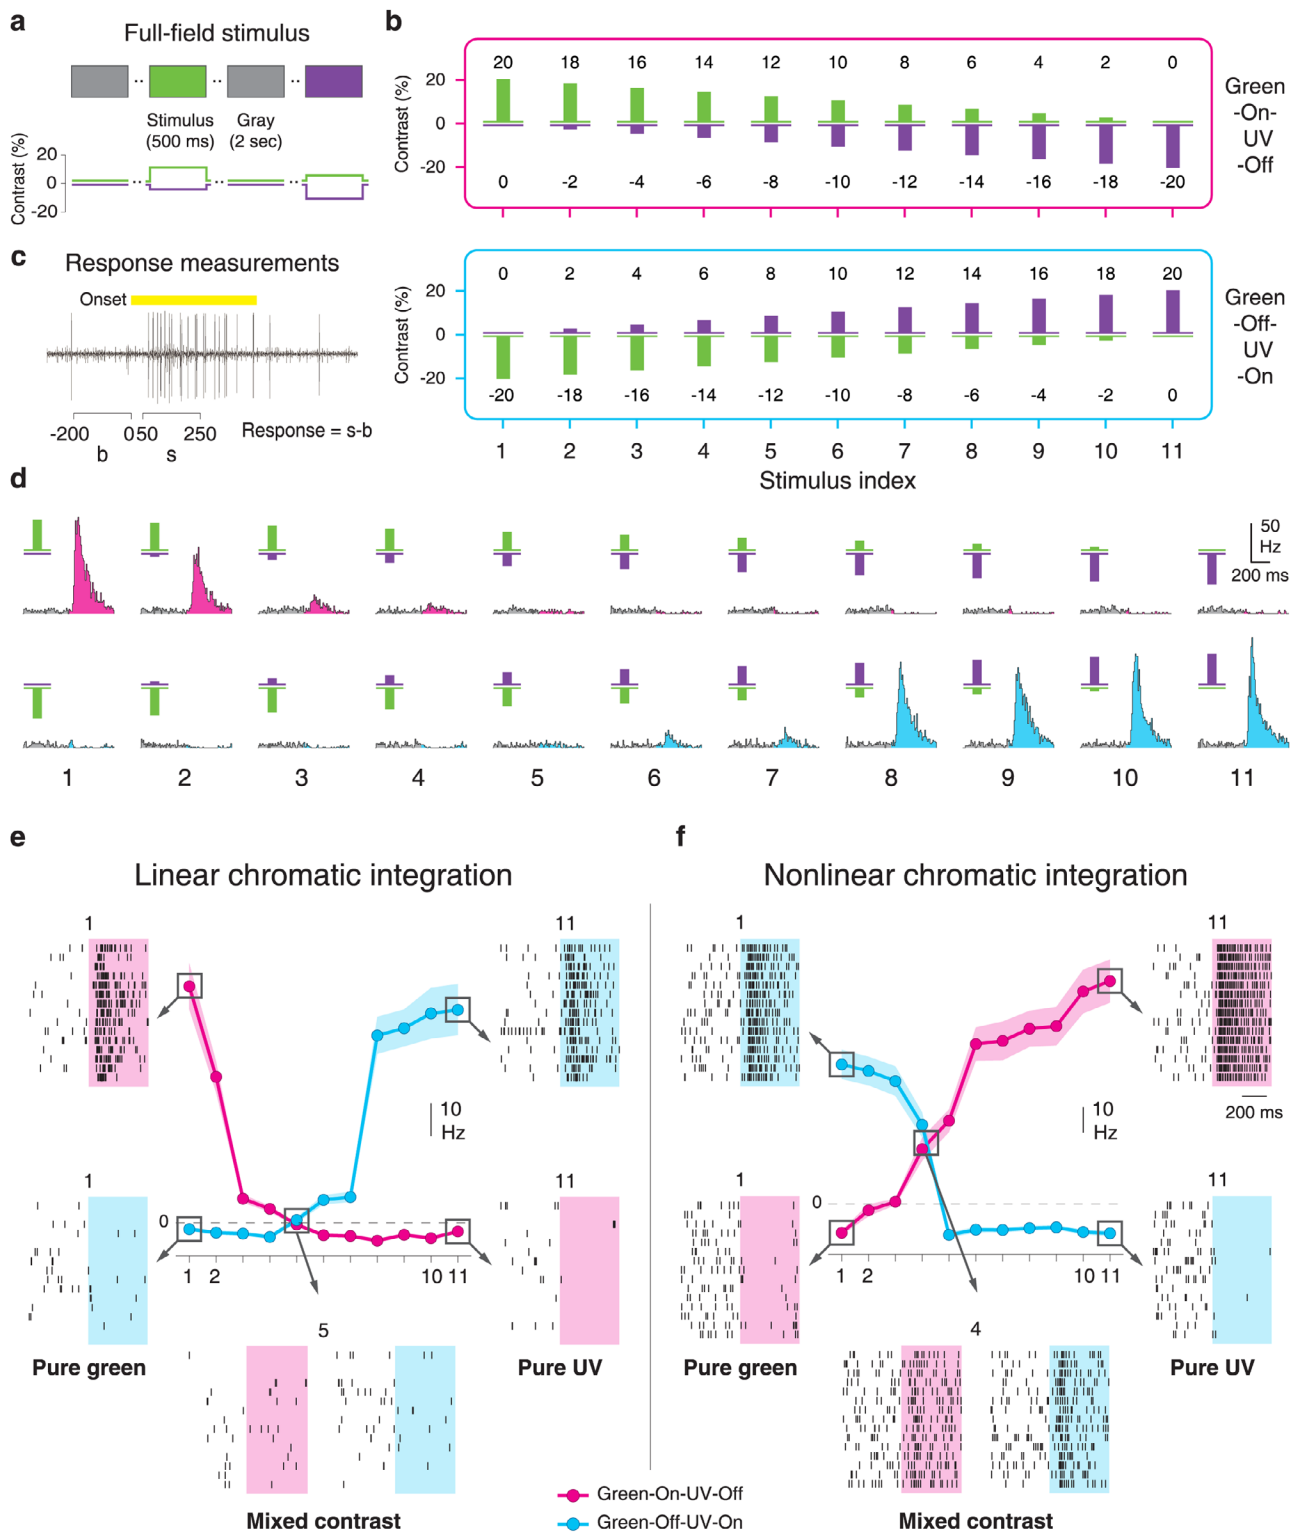 a
Full-field stimulus
Stimulus
(500 ms)
Gray
(2 sec)
Contrast (%)
20
0
-20
b
Contrast (%)
20
0
-20
20 18 16 14 12 10 8 6 4 2 0
0 -2 -4 -6 -8 -10 -12 -14 -16 -18 -20
Green
-On-
UV
-Off
Contrast (%)
20
0
-20
0 2 4 6 8 10 12 14 16 18 20
-20 -18 -16 -14 -12 -10 -8 -6 -4 -2 0
Green
-Off-
UV
-On
1 2 3 4 5 6 7 8 9 10 11
Stimulus index
c
Response measurements
Onset
-200 0 50 250
b s
Response = s-b
d
50
Hz
200 ms
1 2 3 4 5 6 7 8 9 10 11
e
Linear chromatic integration
1
11
10
Hz
1
11
0
1 2 10 11
5
Pure green
Pure UV
Mixed contrast
f
Nonlinear chromatic integration
1
11
200 ms
10
Hz
1
11
0
1 2 10 11
4
Pure green
Pure UV
Mixed contrast
Green-On-UV-Off
Green-Off-UV-On